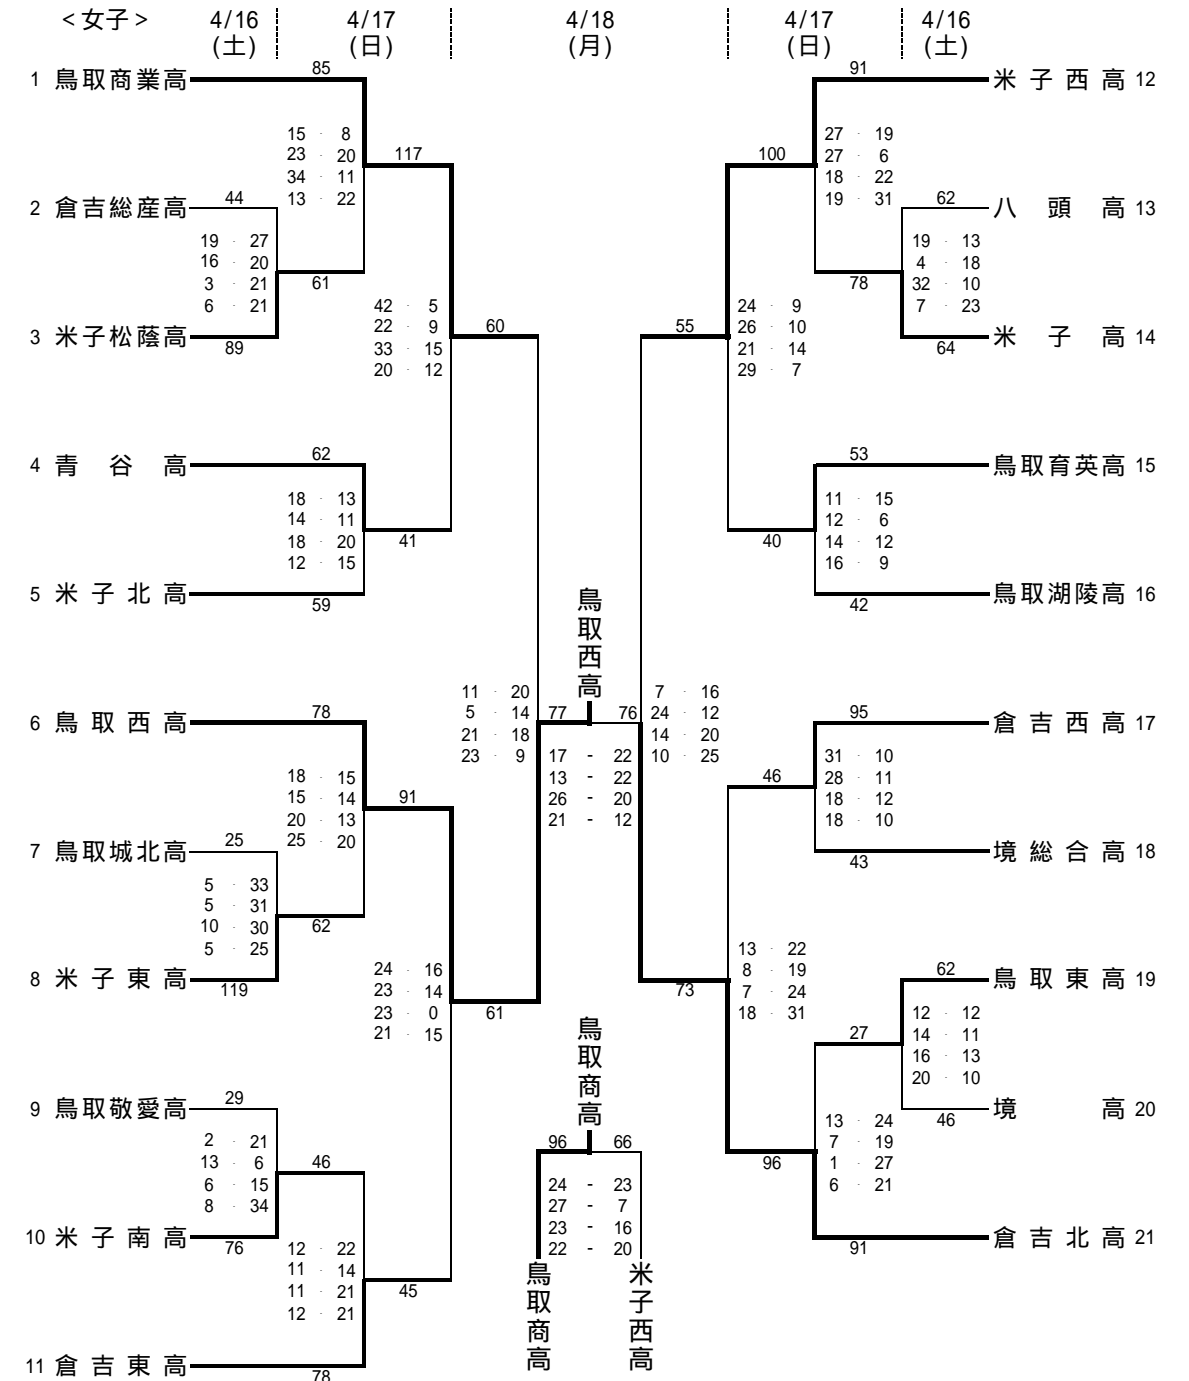 <女子>
4/16 4/17 4/18 4/17 4/16
(土) (日) (月) (日) (土)
1 鳥取商業高
85
15 - 8
23 - 20
34 - 11
13 - 22
117
2 倉吉総産高
44
19 - 27
16 - 20
3 - 21
6 - 21
61
3 米子松蔭高
89
42 - 5
22 - 9
33 - 15
20 - 12
60
4 青谷高
62
18 - 13
14 - 11
18 - 20
12 - 15
41
5 米子北高
59
11 - 20
5 - 14
21 - 18
23 - 9
6 鳥取西高
78
18 - 15
15 - 14
20 - 13
25 - 20
91
7 鳥取城北高
25
5 - 33
5 - 31
10 - 30
5 - 25
62
8 米子東高
119
24 - 16
23 - 14
23 - 0
21 - 15
61
9 鳥取敬愛高
29
2 - 21
13 - 6
6 - 15
8 - 34
46
10 米子南高
76
12 - 22
11 - 14
11 - 21
12 - 21
45
11 倉吉東高
78
鳥取西高
77 76
17 - 22
13 - 22
26 - 20
21 - 12
鳥取商高
96 66
24 - 23
27 - 7
23 - 16
22 - 20
鳥取商高
米子西高
米子西高 12
91
27 - 19
27 - 6
18 - 22
19 - 31
100
八頭高 13
62
19 - 13
4 - 18
32 - 10
7 - 23
78
米子高 14
64
24 - 9
26 - 10
21 - 14
29 - 7
55
鳥取育英高 15
53
11 - 15
12 - 6
14 - 12
16 - 9
40
鳥取湖陵高 16
42
7 - 16
24 - 12
14 - 20
10 - 25
倉吉西高 17
95
31 - 10
28 - 11
18 - 12
18 - 10
46
境総合高 18
43
13 - 22
8 - 19
7 - 24
18 - 31
73
鳥取東高 19
62
12 - 12
14 - 11
16 - 13
20 - 10
27
境高 20
46
13 - 24
7 - 19
1 - 27
6 - 21
96
倉吉北高 21
91